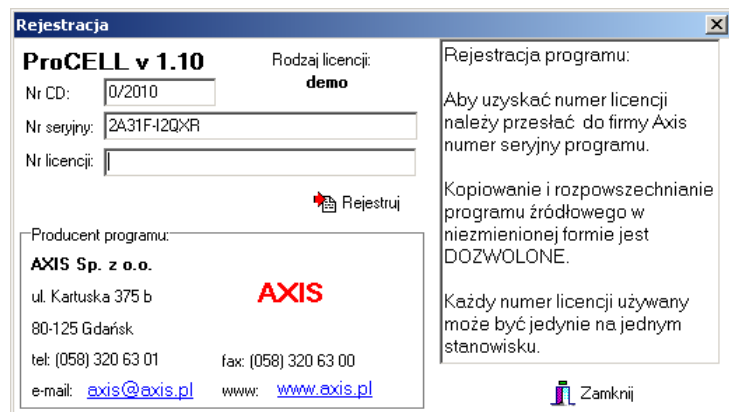 Rejestracja
ProCELL v 1.10
Rodzaj licencji:
demo
Nr CD:
0/2010
Nr seryjny:
2A31F-I2QXR
Nr licencji:
Rejestruj
Producent programu:
AXIS Sp. z o.o.
ul. Kartuska 375 b
AXIS
80-125 Gdańsk
tel: (058) 320 63 01
fax: (058) 320 63 00
e-mail: axis@axis.pl
www: www.axis.pl
Rejestracja programu:
Aby uzyskać numer licencji
należy przesłać do firmy Axis
numer seryjny programu.
Kopiowanie i rozpowszechnianie
programu źródłowego w
niezmienionej formie jest
DOZWOLONE.
Każdy numer licencji używany
może być jedynie na jednym
stanowisku.
Zamknij